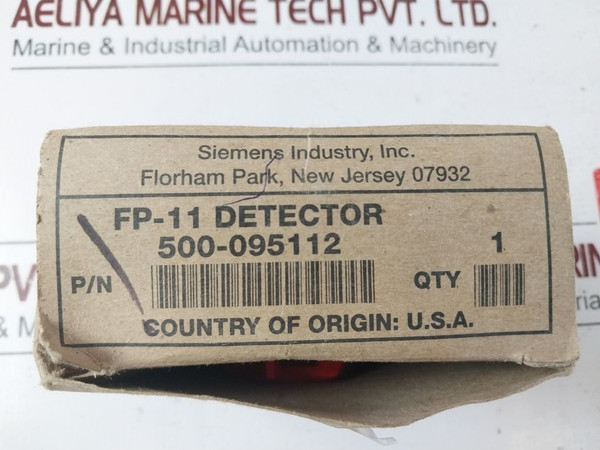 AELIYA MARINE TECH PVT. LTD.
Marine & Industrial Automation & Machinery
Siemens Industry, Inc.
Florham Park, New Jersey 07932
FP-11 DETECTOR
500-095112
1
P/N
QTY
COUNTRY OF ORIGIN: U.S.A.